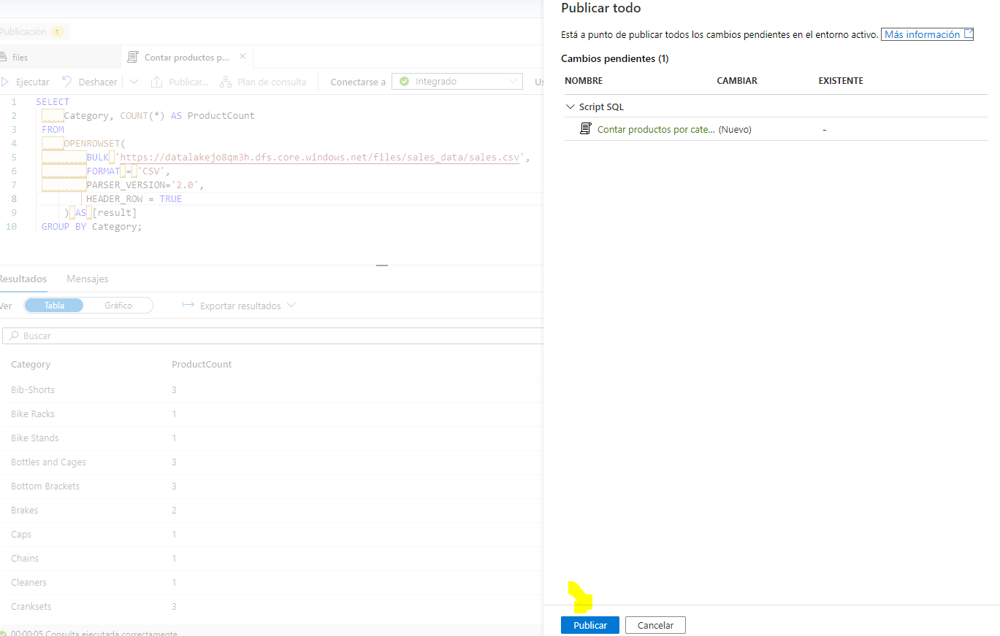 Publicación 1
files
Contar productos p...
Ejecutar Deshacer Publicar... Plan de consulta Conectarse a Integrado Us
1 SELECT
2 Category, COUNT(*) AS ProductCount
3 FROM
4 OPENROWSET(
5 BULK 'https://datalakejo8qm3h.dfs.core.windows.net/files/sales_data/sales.csv',
6 FORMAT = 'CSV',
7 PARSER_VERSION='2.0',
8 HEADER_ROW = TRUE
9 ) AS [result]
10 GROUP BY Category;
Resultados Mensajes
Ver Tabla Gráfico Exportar resultados
Buscar
Category ProductCount
Bib-Shorts 3
Bike Racks 1
Bike Stands 1
Bottles and Cages 3
Bottom Brackets 3
Brakes 2
Caps 1
Chains 1
Cleaners 1
Cranksets 3
00:00:05 Consulta ejecutada correctamente
Publicar todo
Está a punto de publicar todos los cambios pendientes en el entorno activo. Más información
Cambios pendientes (1)
NOMBRE CAMBIAR EXISTENTE
Script SQL
Contar productos por cate... (Nuevo) -
Publicar Cancelar